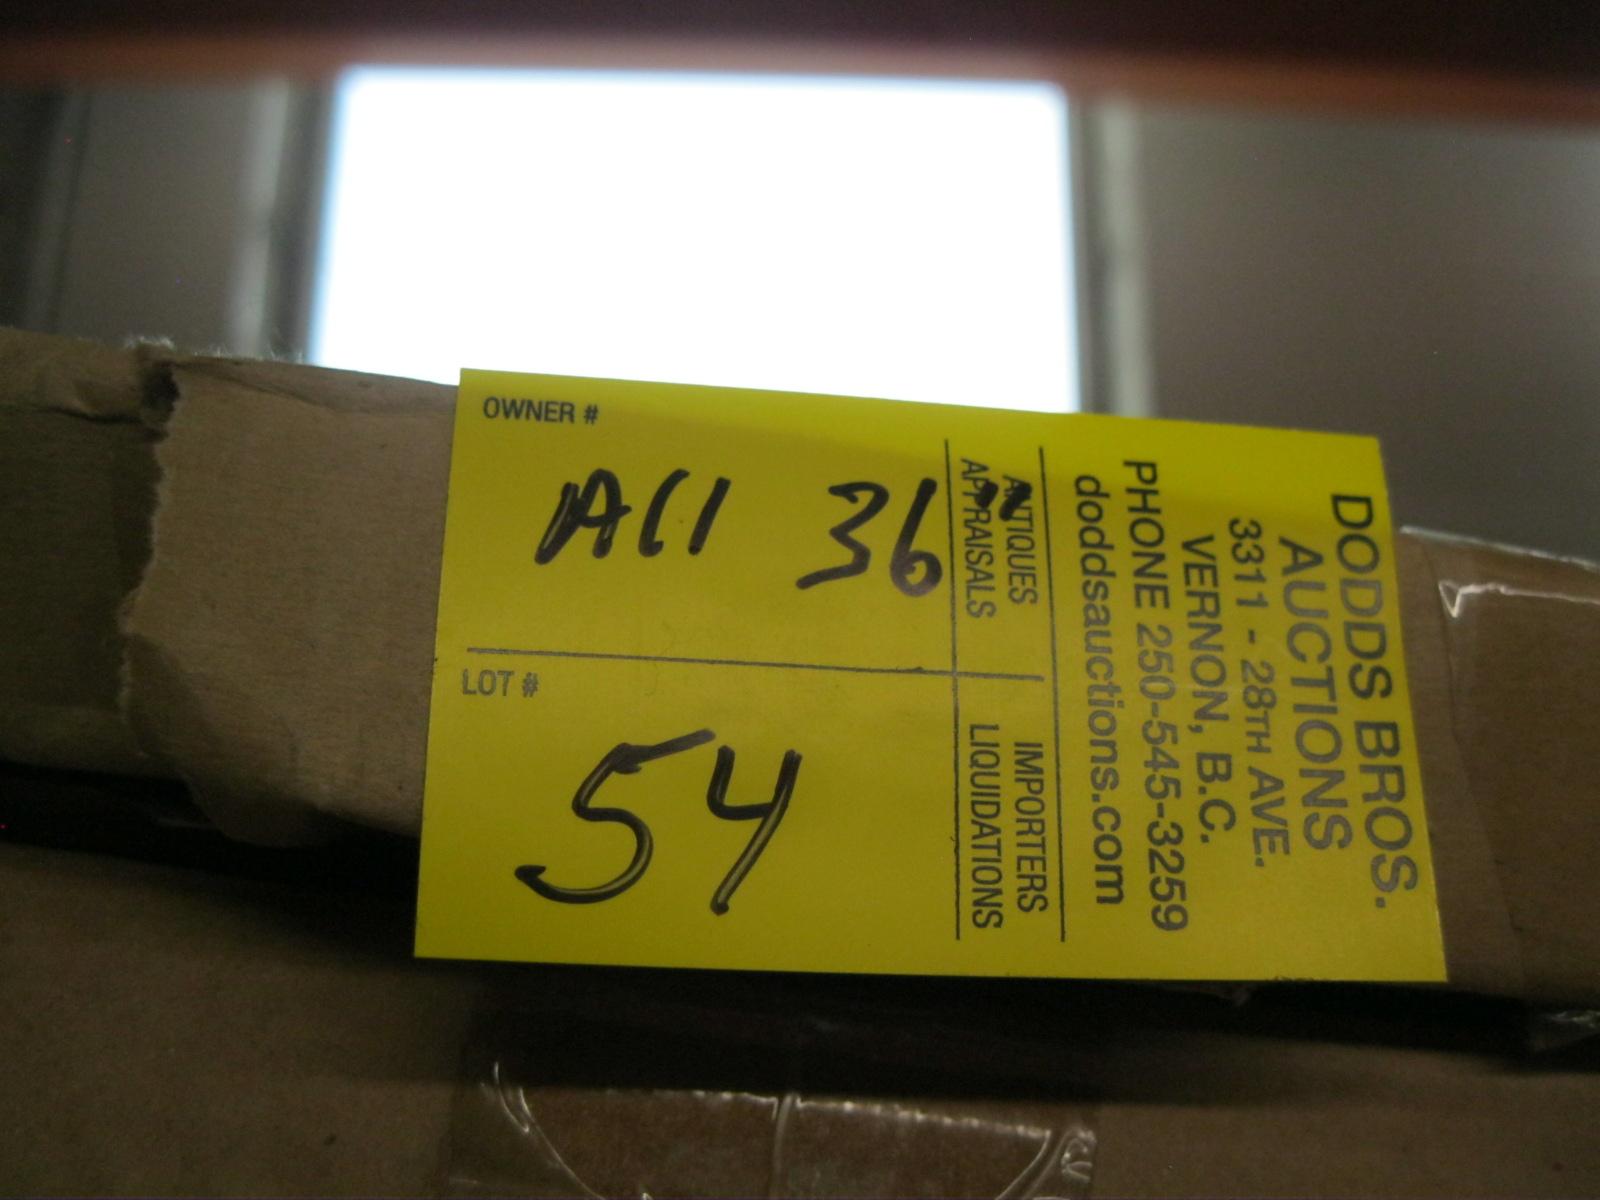 DODDS BROS.
AUCTIONS
3311 - 28TH AVE.
VERNON, B.C.
PHONE 250-545-3259
doddsauctions.com
ANTIQUES
APPRAISALS
IMPORTERS
LIQUIDATIONS
OWNER #
All 36"
LOT #
54